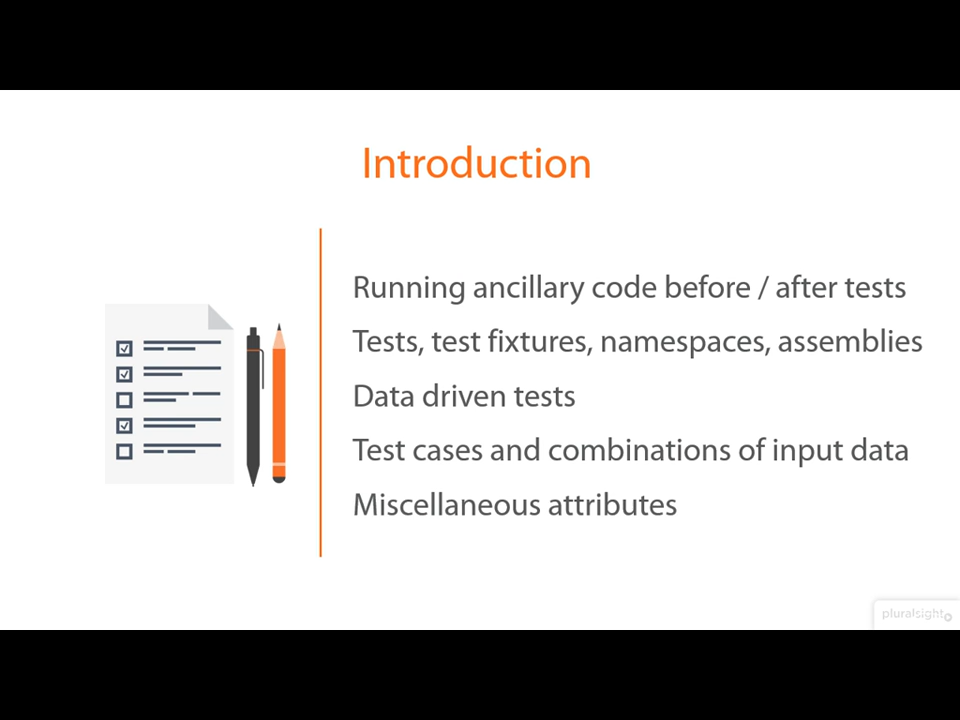 Introduction
Running ancillary code before / after tests
Tests, test fixtures, namespaces, assemblies
Data driven tests
Test cases and combinations of input data
Miscellaneous attributes
pluralsight